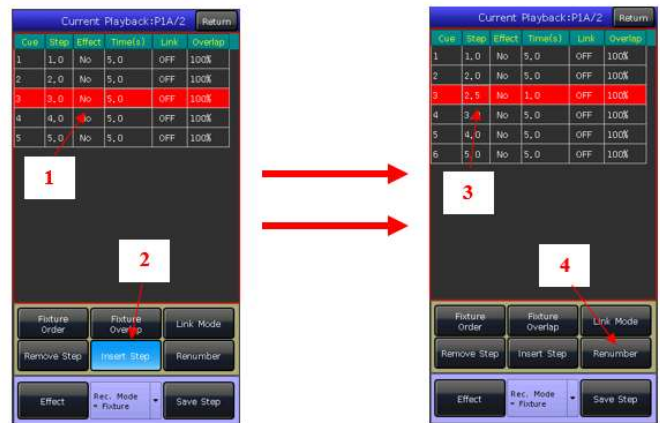 Current Playback:P1A/2 Return
Cue Step Effect Time(s) Link Overlap
1 1.0 No 5.0 OFF 100%
2 2.0 No 5.0 OFF 100%
3 3.0 No 5.0 OFF 100%
4 4.0 No 5.0 OFF 100%
5 5.0 No 5.0 OFF 100%
1
2
Fixture Order
Fixture Overlap
Link Mode
Remove Step
Insert Step
Renumber
Effect
Rec. Mode
= Fixture
Save Step
Current Playback:P1A/2 Return
Cue Step Effect Time(s) Link Overlap
1 1.0 No 5.0 OFF 100%
2 2.0 No 5.0 OFF 100%
3 2.5 No 1.0 OFF 100%
4 3.0 No 5.0 OFF 100%
5 4.0 No 5.0 OFF 100%
6 5.0 No 5.0 OFF 100%
3
4
Fixture Order
Fixture Overlap
Link Mode
Remove Step
Insert Step
Renumber
Effect
Rec. Mode
= Fixture
Save Step